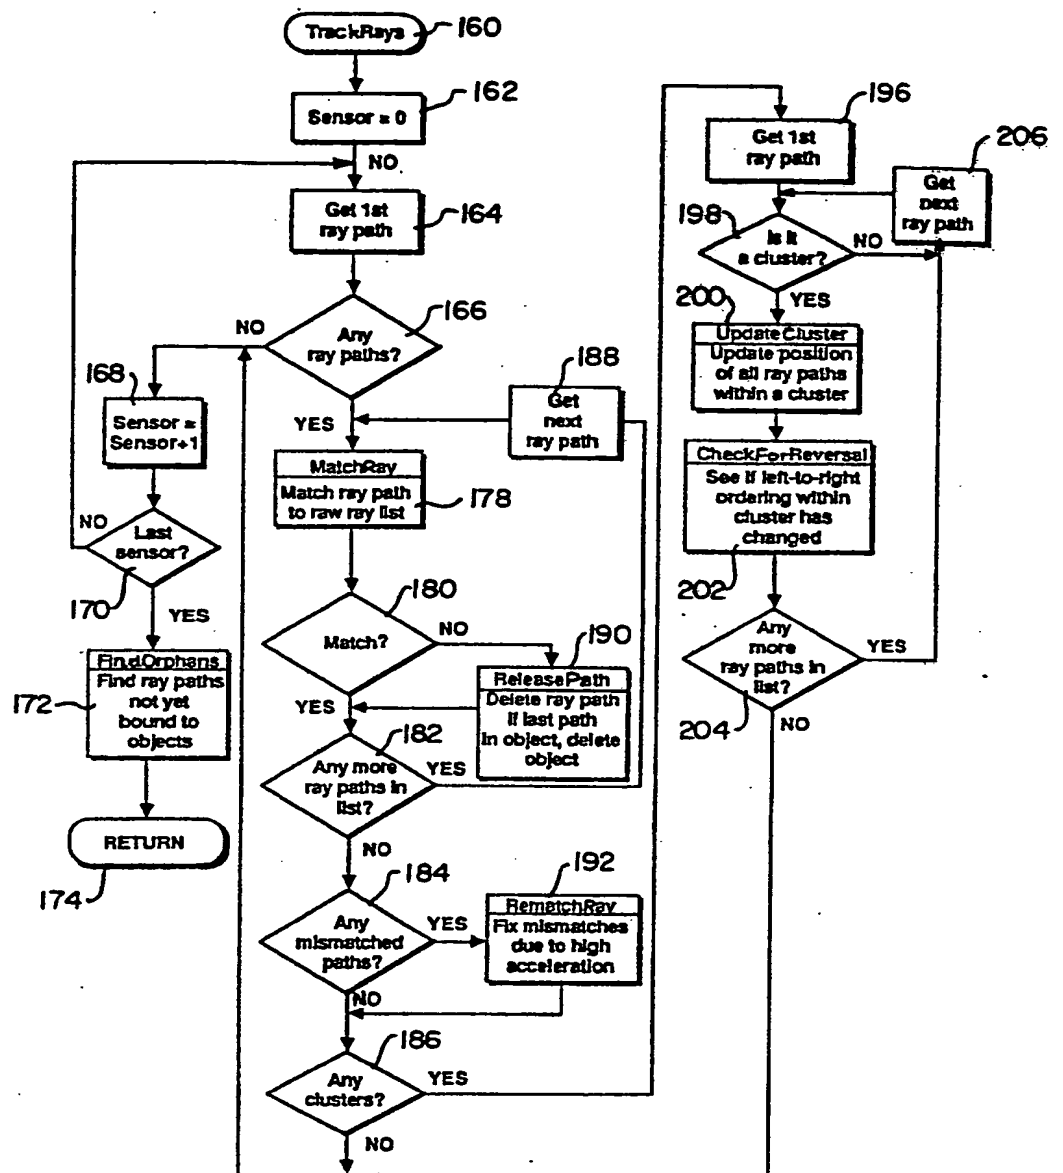 TrackRays
160
162
Sensor = 0
NO
Get 1st
ray path
164
166
NO
Any
ray paths?
168
Sensor =
Sensor+1
YES
188
Get
next
ray path
MatchRay
Match ray path
to raw ray list
178
NO
Last
sensor?
170
YES
180
Match?
NO
190
FindOrphans
Find ray paths
not yet
bound to
objects
172
ReleasePath
Delete ray path
If last path
in object, delete
object
YES
182
Any more
ray paths in
list?
YES
RETURN
174
NO
184
Any
mismatched
paths?
YES
192
RematchRay
Fix mismatches
due to high
acceleration
NO
186
Any
clusters?
YES
NO
196
Get 1st
ray path
206
Get
next
ray path
198
Is it
a cluster?
NO
YES
200
UpdateCluster
Update position
of all ray paths
within a cluster
CheckForReversal
See if left-to-right
ordering within
cluster has
changed
202
Any
more
ray paths in
list?
YES
204
NO